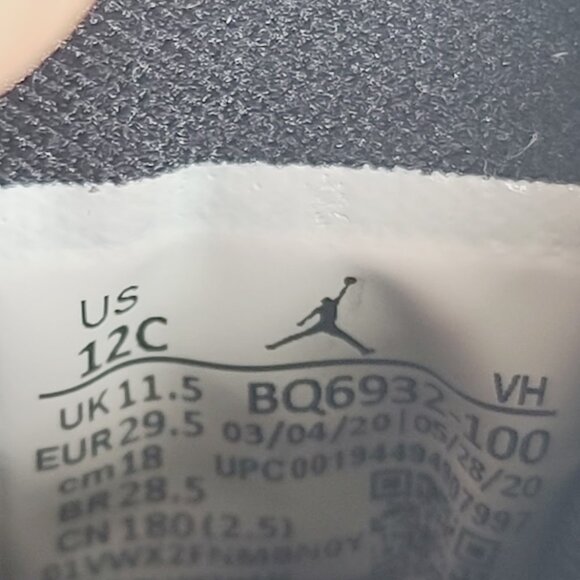 US
12C
UK 11.5
EUR 29.5
cm 18
BR 28.5
CN 180 (2.5)
BQ6932-100
VH
03/04/20 | 05/28/20